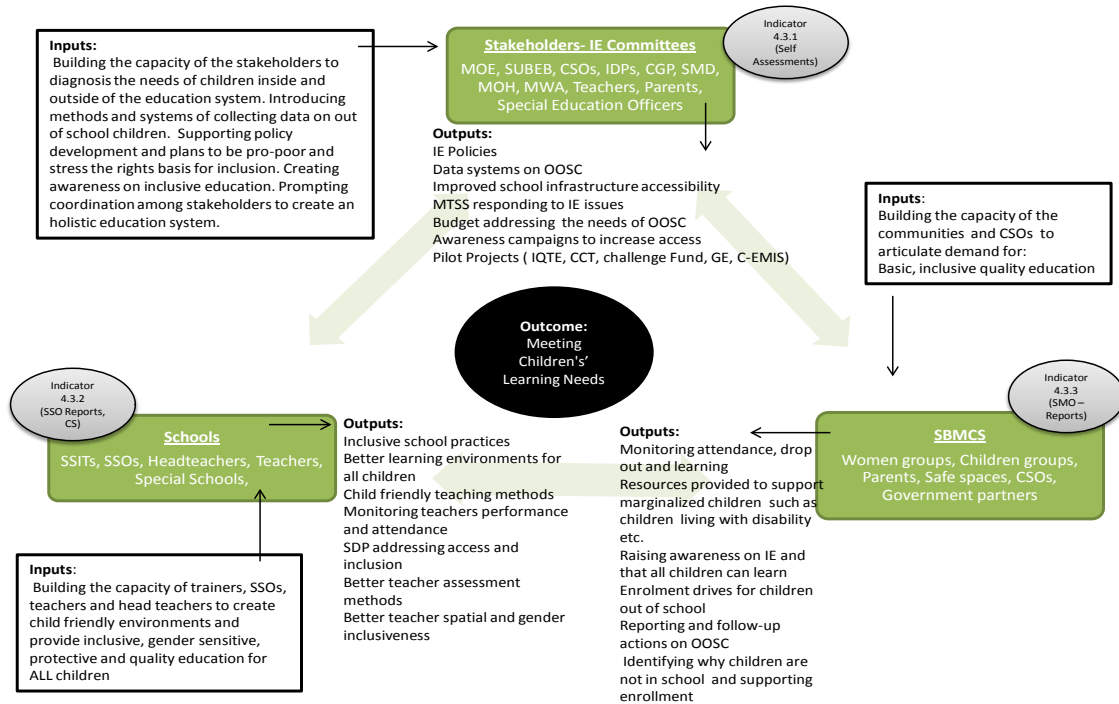 Inputs:
Building the capacity of the stakeholders to
diagnosis the needs of children inside and
outside of the education system. Introducing
methods and systems of collecting data on out
of school children.  Supporting policy
development and plans to be pro-poor and
stress the rights basis for inclusion. Creating
awareness on inclusive education. Prompting
coordination among stakeholders to create an
holistic education system.
Stakeholders- IE Committees
MOE, SUBEB, CSOs, IDPs, CGP, SMD,
MOH, MWA, Teachers, Parents,
Special Education Officers
Indicator
4.3.1
(Self
Assessments)
Outputs:
IE Policies
Data systems on OOSC
Improved school infrastructure accessibility
MTSS responding to IE issues
Budget addressing  the needs of OOSC
Awareness campaigns to increase access
Pilot Projects ( IQTE, CCT, challenge Fund, GE, C-EMIS)
Inputs:
Building the capacity of the
communities  and CSOs  to
articulate demand for:
Basic, inclusive quality education
Outcome:
Meeting
Children's’
Learning Needs
Indicator
4.3.2
(SSO Reports,
CS)
Schools
SSITs, SSOs, Headteachers, Teachers,
Special Schools,
Outputs:
Inclusive school practices
Better learning environments for
all children
Child friendly teaching methods
Monitoring teachers performance
and attendance
SDP addressing access and
inclusion
Better teacher assessment
methods
Better teacher spatial and gender
inclusiveness
Inputs:
Building the capacity of trainers, SSOs,
teachers and head teachers to create
child friendly environments and
provide inclusive, gender sensitive,
protective and quality education for
ALL children
Outputs:
Monitoring attendance, drop
out and learning
Resources provided to support
marginalized children  such as
children  living with disability
etc.
Raising awareness on IE and
that all children can learn
Enrolment drives for children
out of school
Reporting and follow-up
actions on OOSC
Identifying why children are
not in school  and supporting
enrollment
Indicator
4.3.3
(SMO –
Reports)
SBMCS
Women groups, Children groups,
Parents, Safe spaces, CSOs,
Government partners